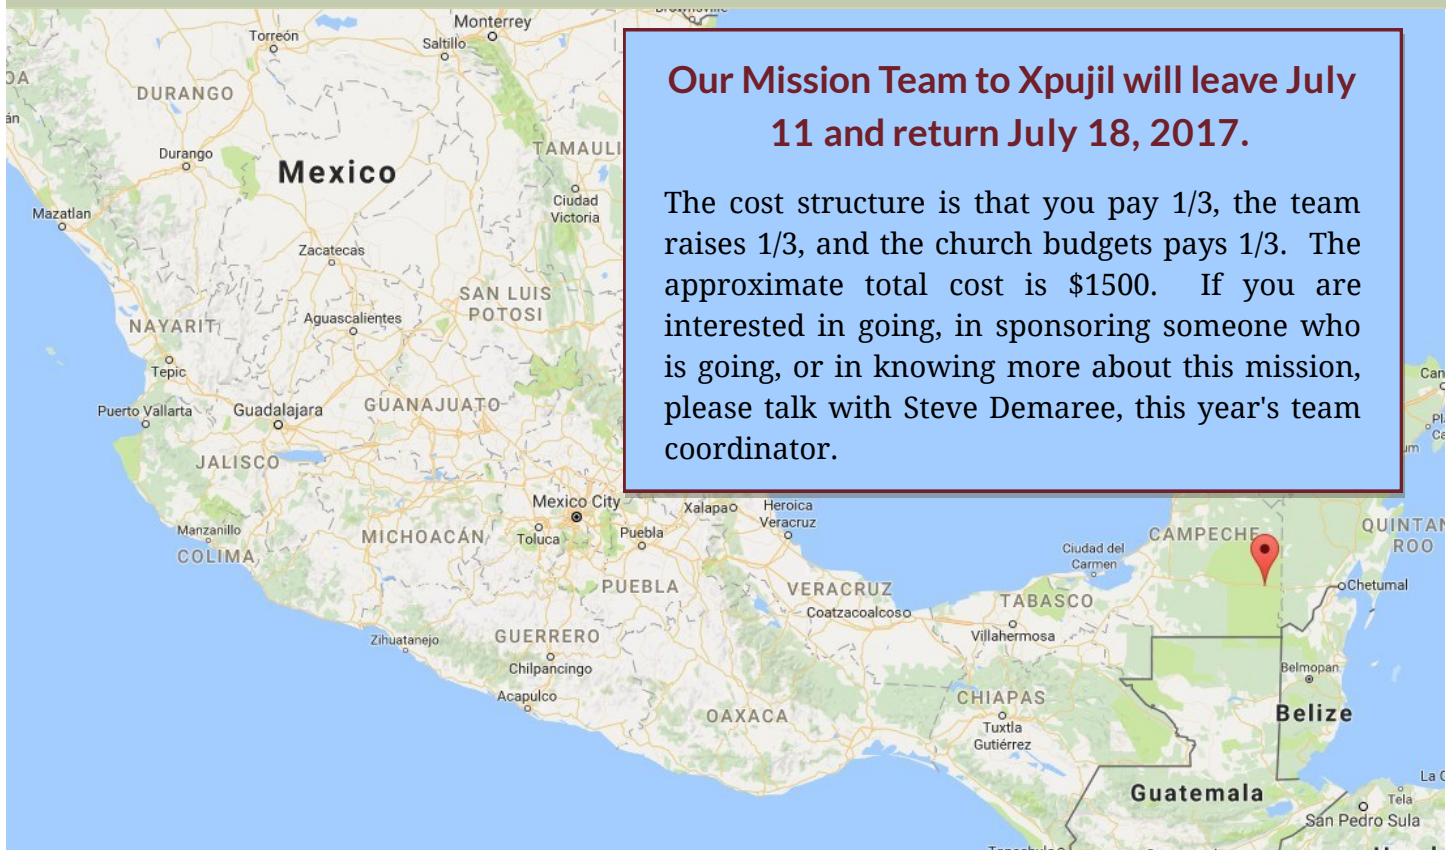 Brownsville
Monterrey
Torreón
Saltillo
DURANGO
TAMAULI
Durango
Mexico
Ciudad
Victoria
Mazatlan
Zacatecas
SAN LUIS
POTOSI
NAYARIT
Aguascalientes
Tepic
Puerto Vallarta
Guadalajara
GUANAJUATO
JALISCO
Our Mission Team to Xpujil will leave July
11 and return July 18, 2017.
The cost structure is that you pay 1/3, the team
raises 1/3, and the church budgets pays 1/3. The
approximate total cost is $1500. If you are
interested in going, in sponsoring someone who
is going, or in knowing more about this mission,
please talk with Steve Demaree, this year's team
coordinator.
Can
Mexico City
Xalapa
Heroica
Veracruz
Manzanillo
COLIMA
MICHOACÁN
Toluca
Puebla
CAMPECHE
QUINTAN
ROO
Ciudad del
Carmen
PUEBLA
VERACRUZ
Coatzacoalcos
TABASCO
Chetumal
Villahermosa
Zihuatanejo
GUERRERO
Chilpancingo
Acapulco
OAXACA
CHIAPAS
Tuxtla
Gutiérrez
Belmopan
Belize
Guatemala
La C
Tela
San Pedro Sula